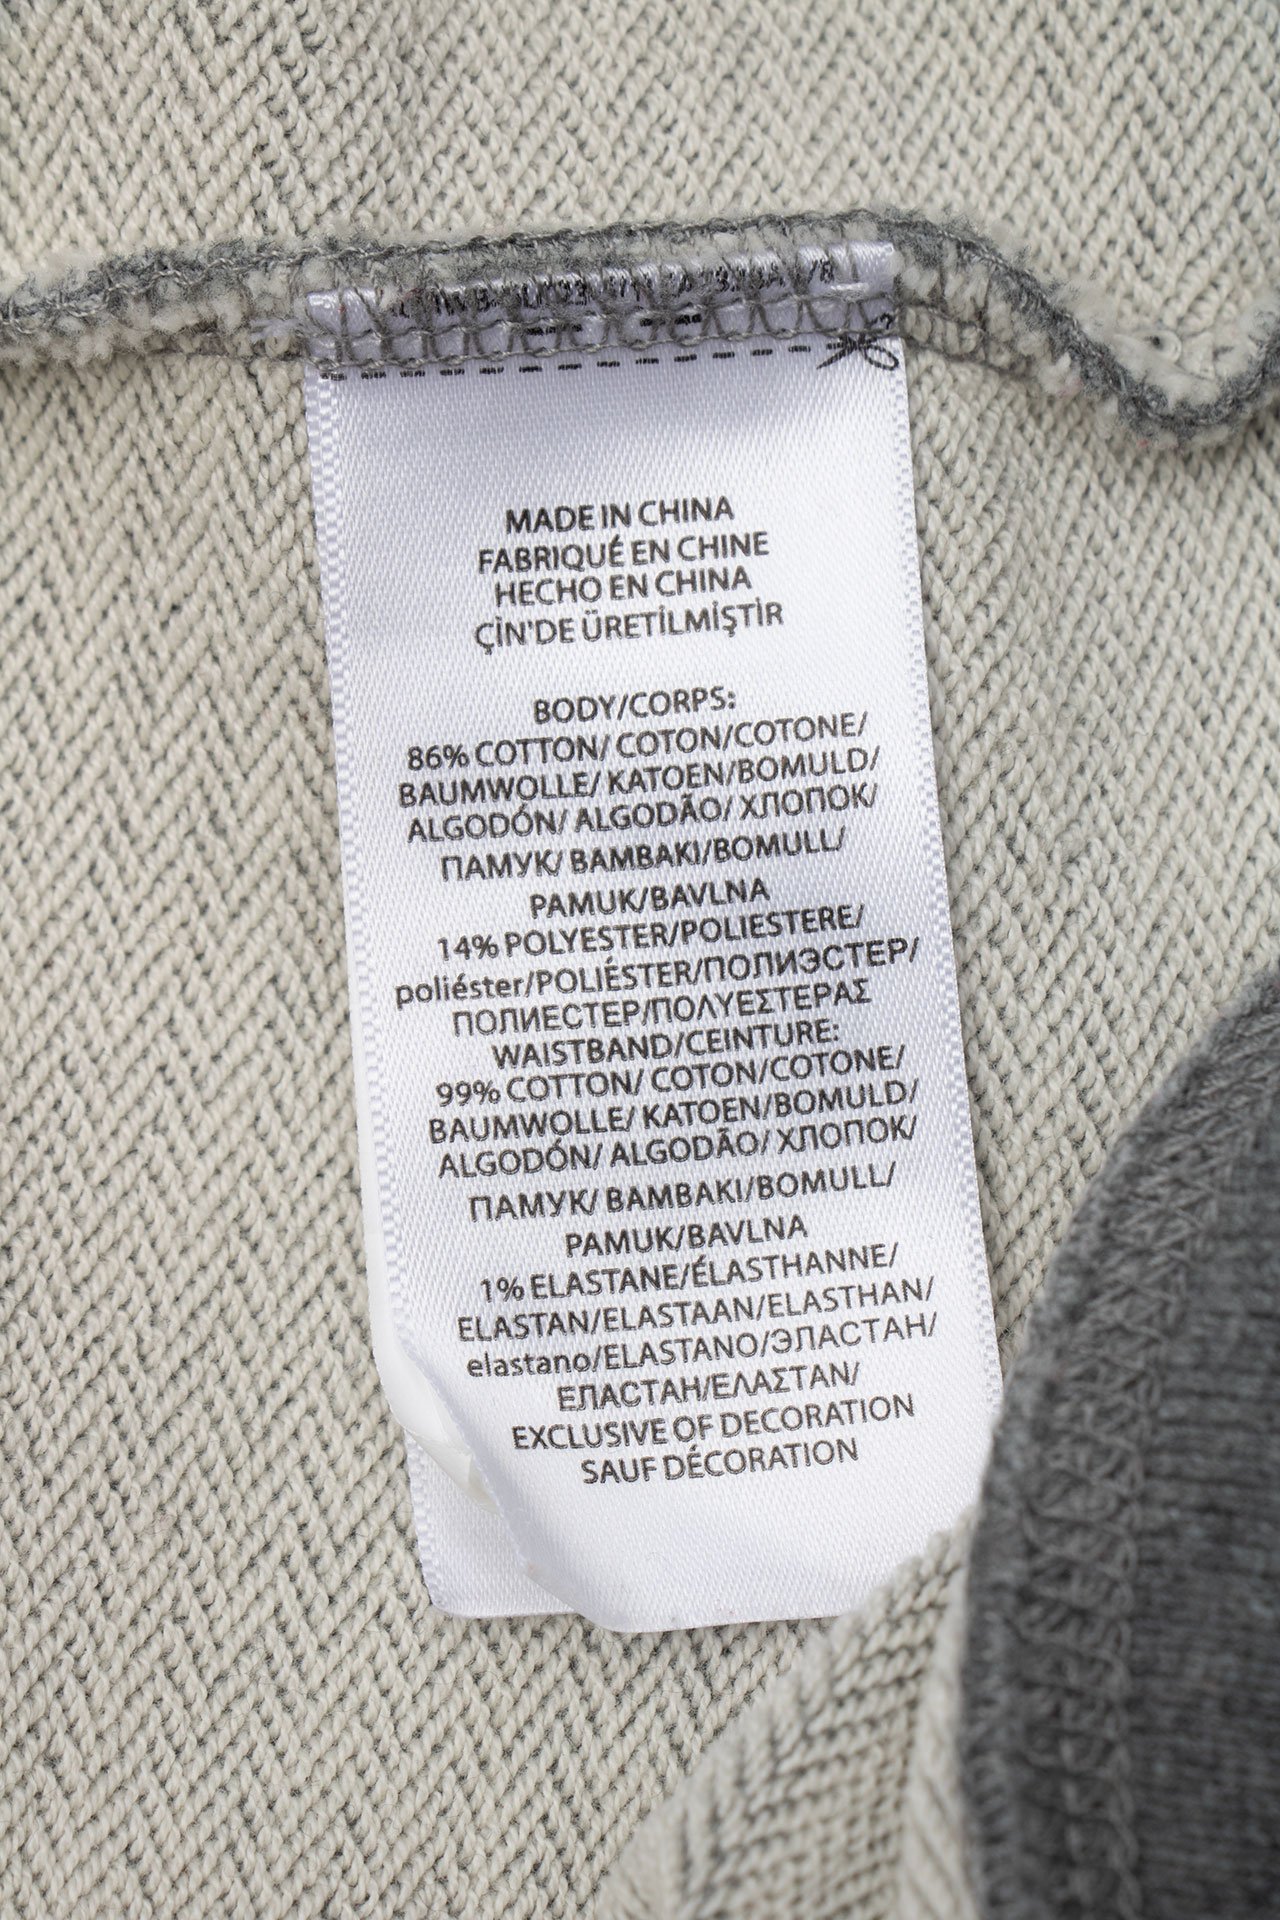 MADE IN CHINA
FABRIQUÉ EN CHINE
HECHO EN CHINA
ÇİN'DE ÜRETİLMİŞTİR
BODY/CORPS:
86% COTTON/ COTON/COTONE/
BAUMWOLLE/ KATOEN/BOMULD/
ALGODÓN/ ALGODÃO/ ХЛОПОК/
ПАМУК/ ΒΑΜΒΑΚΙ/BOMULL/
PAMUK/BAVLNA
14% POLYESTER/POLIESTERE/
poliéster/POLIÉSTER/ПОЛИЭСТЕР/
ПОЛИЕСТЕР/ΠΟΛΥΕΣΤΕΡΑΣ
WAISTBAND/CEINTURE:
99% COTTON/ COTON/COTONE/
BAUMWOLLE/ KATOEN/BOMULD/
ALGODÓN/ ALGODÃO/ ХЛОПОК/
ПАМУК/ ΒΑΜΒΑΚΙ/BOMULL/
PAMUK/BAVLNA
1% ELASTANE/ÉLASTHANNE/
ELASTAN/ELASTAAN/ELASTHAN/
elastano/ELASTANO/ЭЛАСТАН/
ЕЛАСТАН/ΕΛΑΣΤΑΝ/
EXCLUSIVE OF DECORATION
SAUF DÉCORATION